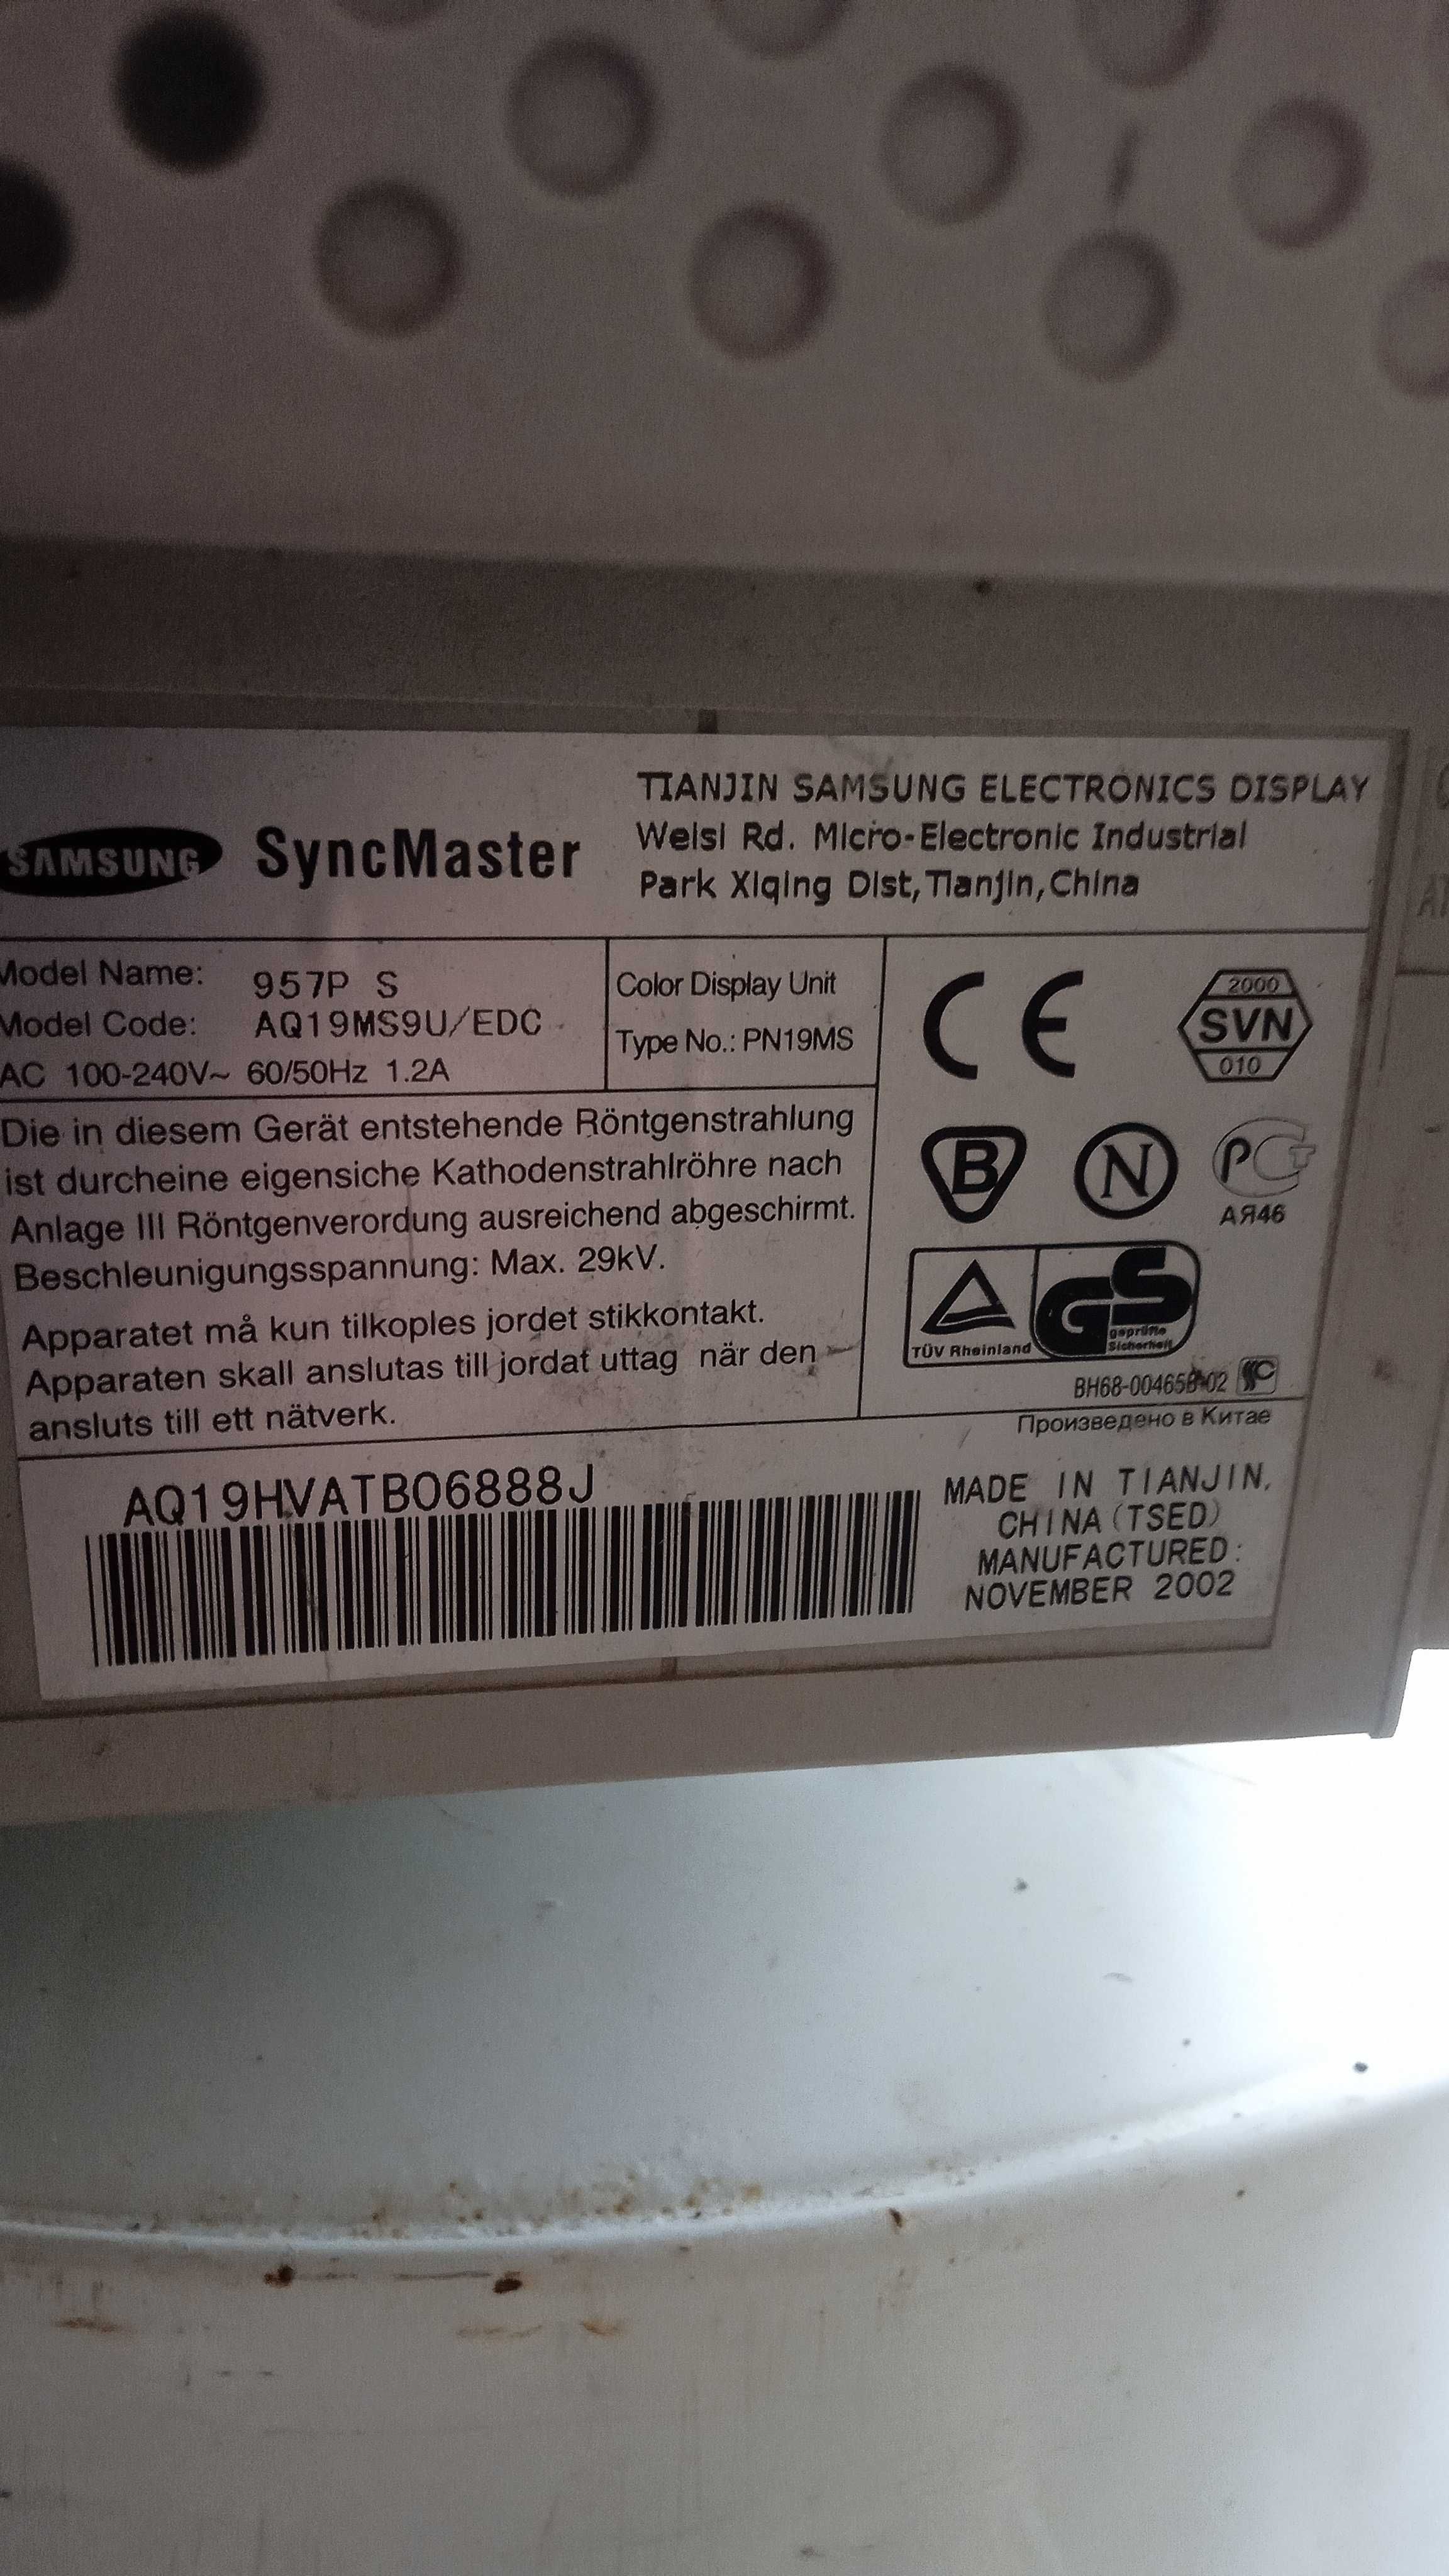 SAMSUNG SyncMaster
TIANJIN SAMSUNG ELECTRONICS DISPLAY
Weisi Rd. Micro-Electronic Industrial
Park Xiqing Dist,Tianjin,China
Model Name: 957P S
Model Code: AQ19MS9U/EDC
AC 100-240V~ 60/50Hz 1.2A
Color Display Unit
Type No.: PN19MS
Die in diesem Gerät entstehende Röntgenstrahlung
ist durcheine eigensiche Kathodenstrahlröhre nach
Anlage III Röntgenverordung ausreichend abgeschirmt.
Beschleunigungsspannung: Max. 29kV.
Apparatet må kun tilkoples jordet stikkontakt.
Apparaten skall anslutas till jordat uttag när den
ansluts till ett nätverk.
CE
2000
SVN
010
B N PCT
АЯ46
TÜV Rheinland
GS
geprüfte
Sicherheit
BH68-00465B-02
Произведено в Китае
AQ19HVATB06888J
MADE IN TIANJIN,
CHINA(TSED)
MANUFACTURED:
NOVEMBER 2002